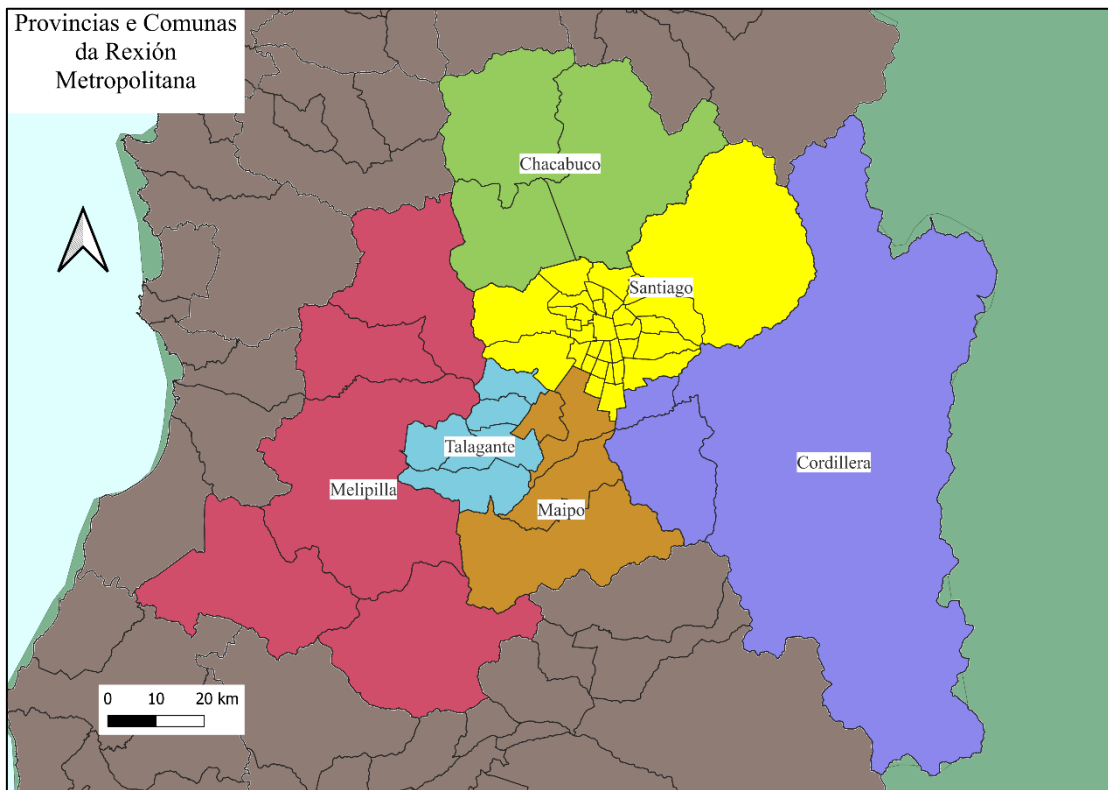 Provincias e Comunas
da Rexión
Metropolitana
Chacabuco
Santiago
Talagante
Cordillera
Melipilla
Maipo
0 10 20 km